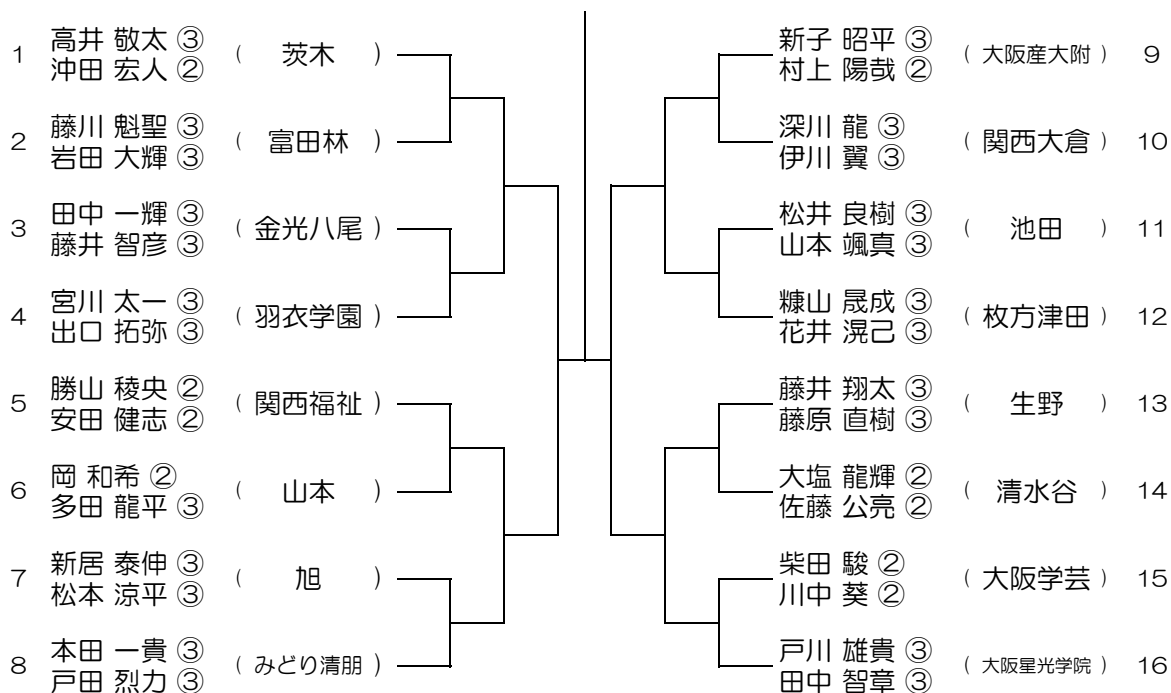 1 高井 敬太 ③
沖田 宏人 ②
( 茨木 )
2 藤川 魁聖 ③
岩田 大輝 ③
( 富田林 )
3 田中 一輝 ③
藤井 智彦 ③
( 金光八尾 )
4 宮川 太一 ③
出口 拓弥 ③
( 羽衣学園 )
5 勝山 稜央 ②
安田 健志 ②
( 関西福祉 )
6 岡 和希 ②
多田 龍平 ③
( 山本 )
7 新居 泰伸 ③
松本 涼平 ③
( 旭 )
8 本田 一貴 ③
戸田 烈力 ③
( みどり清朋 )
新子 昭平 ③
村上 陽哉 ②
( 大阪産大附 ) 9
深川 龍 ③
伊川 翼 ③
( 関西大倉 ) 10
松井 良樹 ③
山本 颯真 ③
( 池田 ) 11
糠山 晟成 ③
花井 滉己 ③
( 枚方津田 ) 12
藤井 翔太 ③
藤原 直樹 ③
( 生野 ) 13
大塩 龍輝 ②
佐藤 公亮 ②
( 清水谷 ) 14
柴田 駿 ②
川中 葵 ②
( 大阪学芸 ) 15
戸川 雄貴 ③
田中 智章 ③
( 大阪星光学院 ) 16